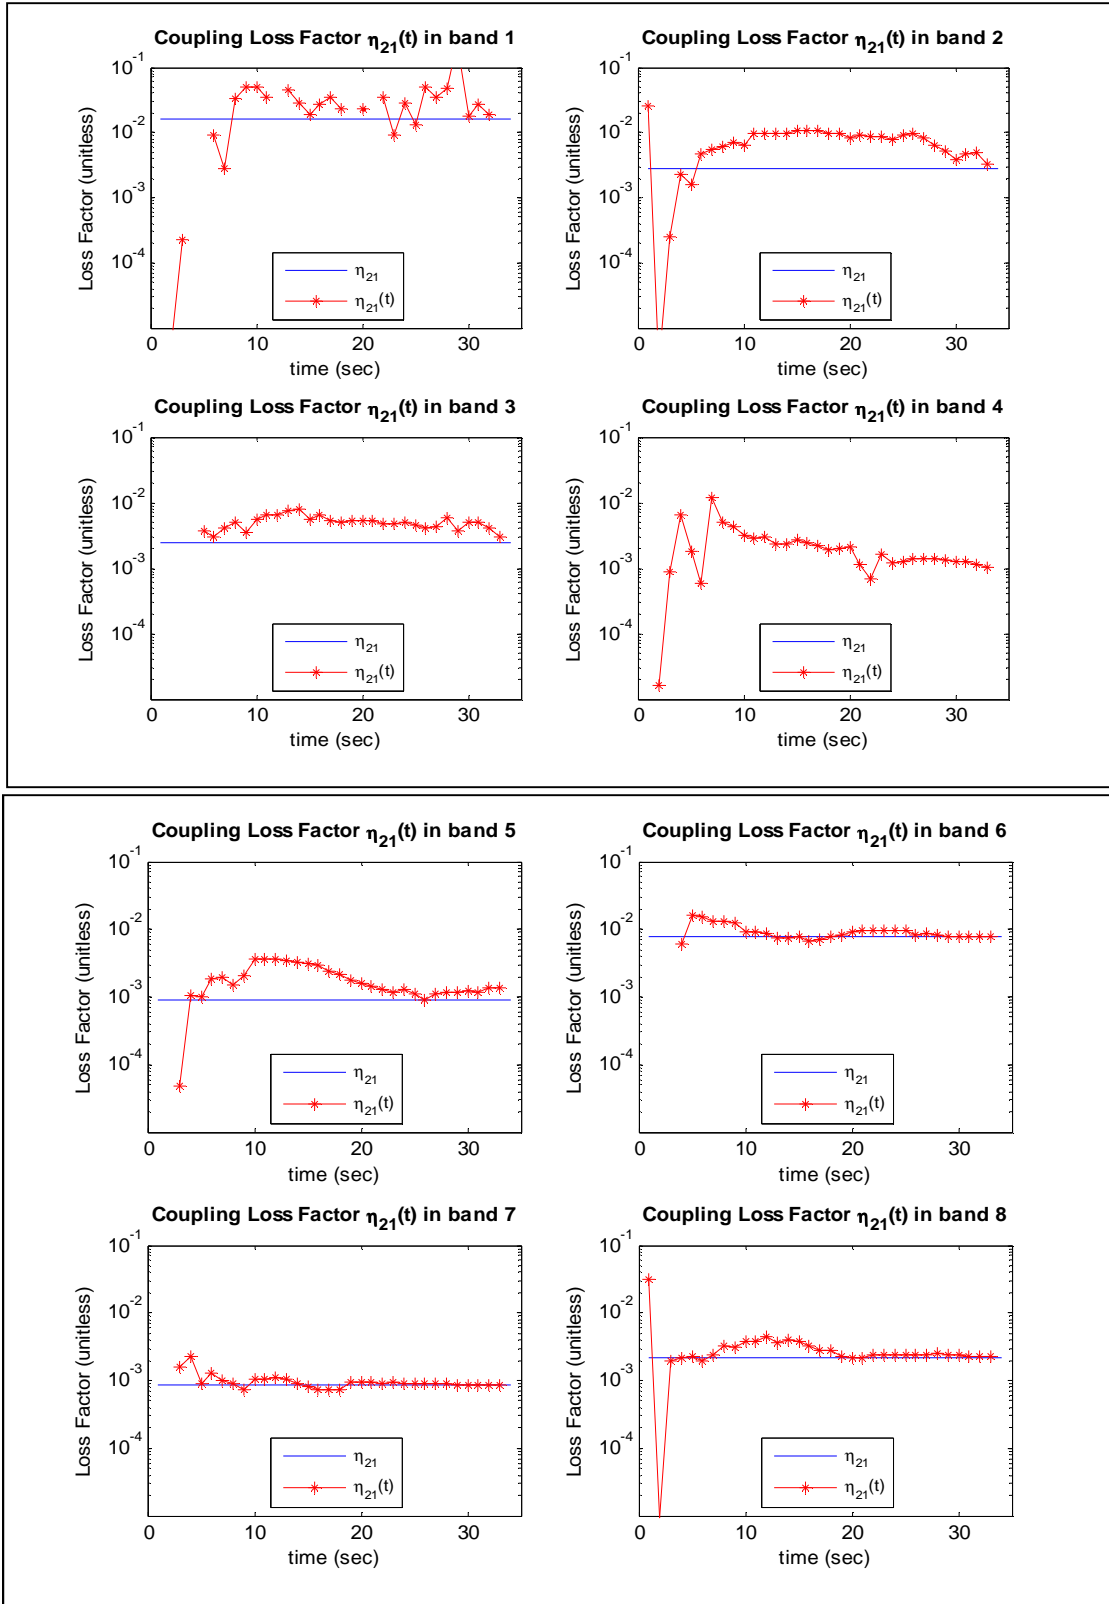 Coupling Loss Factor η21(t) in band 1
Loss Factor (unitless)
10-1
10-2
10-3
10-4
η21
η21(t)
0 10 20 30
time (sec)
Coupling Loss Factor η21(t) in band 2
Loss Factor (unitless)
10-1
10-2
10-3
10-4
η21
η21(t)
0 10 20 30
time (sec)
Coupling Loss Factor η21(t) in band 3
Loss Factor (unitless)
10-1
10-2
10-3
10-4
η21
η21(t)
0 10 20 30
time (sec)
Coupling Loss Factor η21(t) in band 4
Loss Factor (unitless)
10-1
10-2
10-3
10-4
η21
η21(t)
0 10 20 30
time (sec)
Coupling Loss Factor η21(t) in band 5
Loss Factor (unitless)
10-1
10-2
10-3
10-4
η21
η21(t)
0 10 20 30
time (sec)
Coupling Loss Factor η21(t) in band 6
Loss Factor (unitless)
10-1
10-2
10-3
10-4
η21
η21(t)
0 10 20 30
time (sec)
Coupling Loss Factor η21(t) in band 7
Loss Factor (unitless)
10-1
10-2
10-3
10-4
η21
η21(t)
0 10 20 30
time (sec)
Coupling Loss Factor η21(t) in band 8
Loss Factor (unitless)
10-1
10-2
10-3
10-4
η21
η21(t)
0 10 20 30
time (sec)